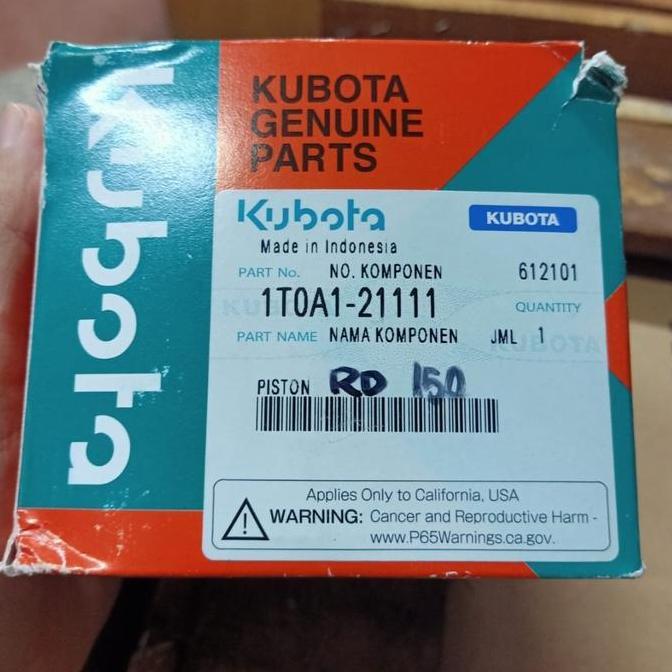 Kubota
KUBOTA
GENUINE
PARTS
Kubota KUBOTA
Made in Indonesia
PART No. NO. KOMPONEN 612101
1T0A1-21111 QUANTITY
PART NAME NAMA KOMPONEN JML 1
PISTON RD 150
Applies Only to California, USA
WARNING: Cancer and Reproductive Harm -
www.P65Warnings.ca.gov.